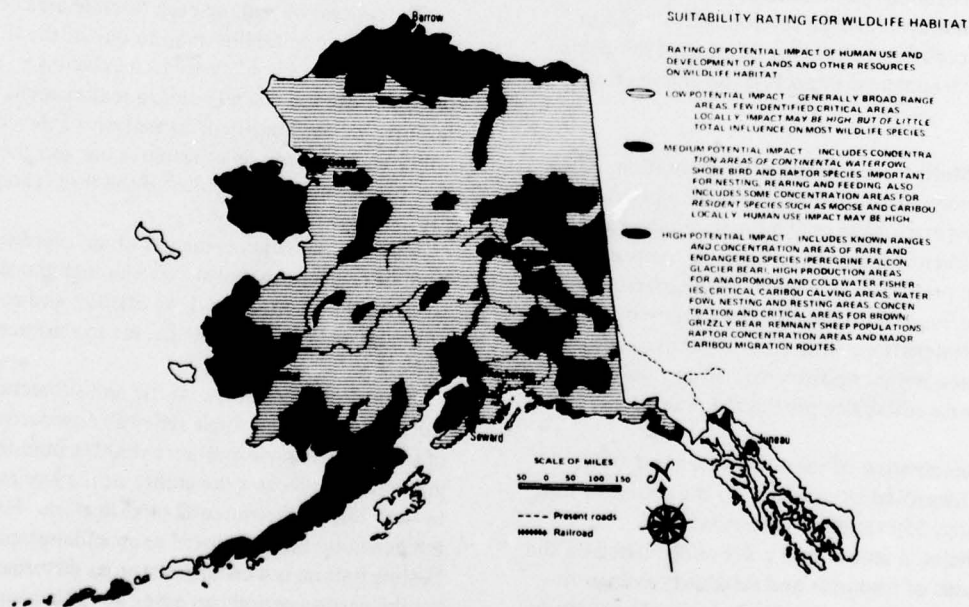 Barrow
SUITABILITY RATING FOR WILDLIFE HABITAT
RATING OF POTENTIAL IMPACT OF HUMAN USE AND
DEVELOPMENT OF LANDS AND OTHER RESOURCES
ON WILDLIFE HABITAT
LOW POTENTIAL IMPACT GENERALLY BROAD RANGE
AREAS, FEW IDENTIFIED CRITICAL AREAS
LOCALLY, IMPACT MAY BE HIGH, BUT OF LITTLE
TOTAL INFLUENCE ON MOST WILDLIFE SPECIES.
MEDIUM POTENTIAL IMPACT INCLUDES CONCENTRA
TION AREAS OF CONTINENTAL WATERFOWL
SHORE BIRD AND RAPTOR SPECIES, IMPORTANT
FOR NESTING, REARING AND FEEDING. ALSO
INCLUDES SOME CONCENTRATION AREAS FOR
RESIDENT SPECIES SUCH AS MOOSE AND CARIBOU
LOCALLY, HUMAN USE IMPACT MAY BE HIGH
HIGH POTENTIAL IMPACT INCLUDES KNOWN RANGES
AND CONCENTRATION AREAS OF RARE AND
ENDANGERED SPECIES (PEREGRINE FALCON
GLACIER BEAR), HIGH PRODUCTION AREAS
FOR ANADROMOUS AND COLD WATER FISHER
IES, CRITICAL CARIBOU CALVING AREAS, WATER
FOWL NESTING AND RESTING AREAS, CONCEN
TRATION AND CRITICAL AREAS FOR BROWN/
GRIZZLY BEAR, REMNANT SHEEP POPULATIONS
RAPTOR CONCENTRATION AREAS AND MAJOR
CARIBOU MIGRATION ROUTES.
Seward
Juneau
SCALE OF MILES
50 0 50 100 150
Present roads
Railroad
N